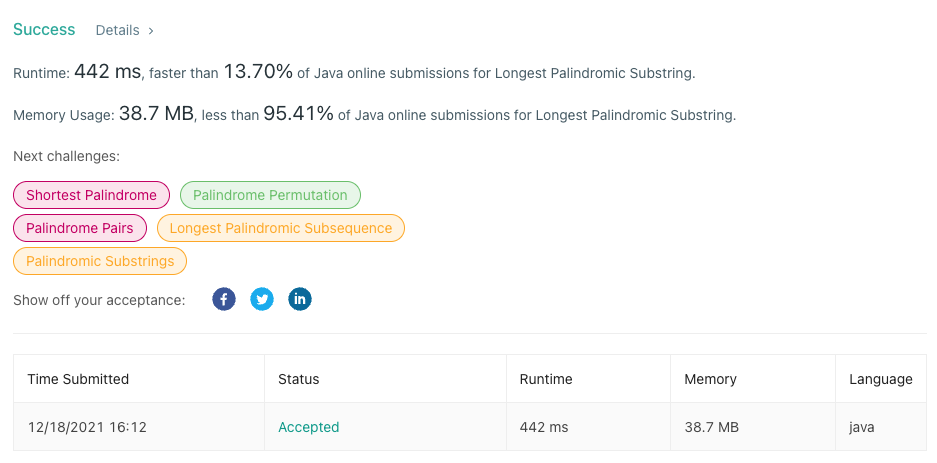 Success Details >
Runtime: 442 ms, faster than 13.70% of Java online submissions for Longest Palindromic Substring.
Memory Usage: 38.7 MB, less than 95.41% of Java online submissions for Longest Palindromic Substring.
Next challenges:
Shortest Palindrome Palindrome Permutation
Palindrome Pairs Longest Palindromic Subsequence
Palindromic Substrings
Show off your acceptance: f in
Time Submitted Status Runtime Memory Language
12/18/2021 16:12 Accepted 442 ms 38.7 MB java